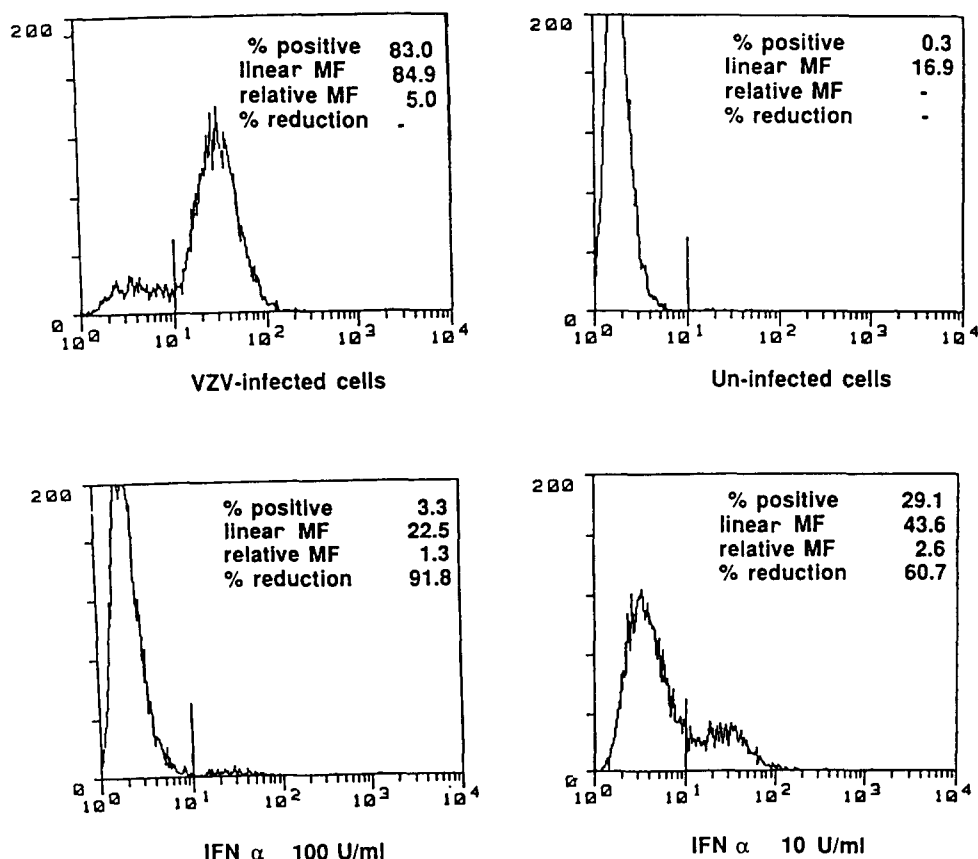 200
% positive 83.0
linear MF 84.9
relative MF 5.0
% reduction -
0
10^0 10^1 10^2 10^3 10^4
VZV-infected cells
200
% positive 0.3
linear MF 16.9
relative MF -
% reduction -
0
10^0 10^1 10^2 10^3 10^4
Un-infected cells
200
% positive 3.3
linear MF 22.5
relative MF 1.3
% reduction 91.8
0
10^0 10^1 10^2 10^3 10^4
IFN α 100 U/ml
200
% positive 29.1
linear MF 43.6
relative MF 2.6
% reduction 60.7
0
10^0 10^1 10^2 10^3 10^4
IFN α 10 U/ml